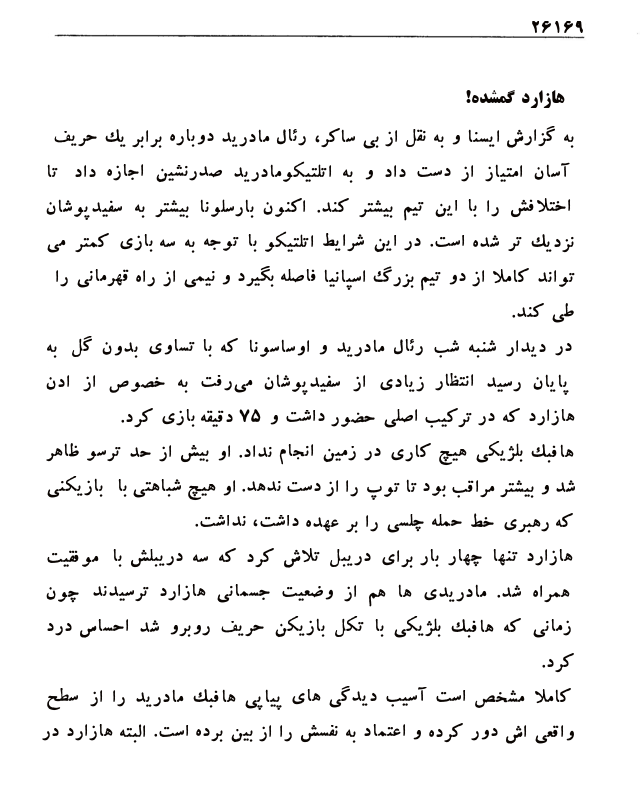 ۲۶۱۶۹
هازارد گمشده!
به گزارش ایسنا و به نقل از بی ساکر، رئال مادرید دوباره برابر یك حریف
آسان امتیاز از دست داد و به اتلتیکومادرید صدرنشین اجازه داد تا
اختلافش را با این تیم بیشتر کند. اکنون بارسلونا بیشتر به سفیدپوشان
نزدیك تر شده است. در این شرایط اتلتیکو با توجه به سه بازی کمتر می
تواند کاملا از دو تیم بزرگ اسپانیا فاصله بگیرد و نیمی از راه قهرمانی را
طی کند.
در دیدار شنبه شب رئال مادرید و اوساسونا که با تساوی بدون گل به
پایان رسید انتظار زیادی از سفیدپوشان می‌رفت به خصوص از ادن
هازارد که در ترکیب اصلی حضور داشت و ۷۵ دقیقه بازی کرد.
هافبك بلژیکی هیچ کاری در زمین انجام نداد. او بیش از حد ترسو ظاهر
شد و بیشتر مراقب بود تا توپ را از دست ندهد. او هیچ شباهتی با بازیکنی
که رهبری خط حمله چلسی را بر عهده داشت، نداشت.
هازارد تنها چهار بار برای دریبل تلاش کرد که سه دریبلش با موفقیت
همراه شد. مادریدی ها هم از وضعیت جسمانی هازارد ترسیدند چون
زمانی که هافبك بلژیکی با تکل بازیکن حریف روبرو شد احساس درد
کرد.
کاملا مشخص است آسیب دیدگی های پیاپی هافبك مادرید را از سطح
واقعی اش دور کرده و اعتماد به نفسش را از بین برده است. البته هازارد در